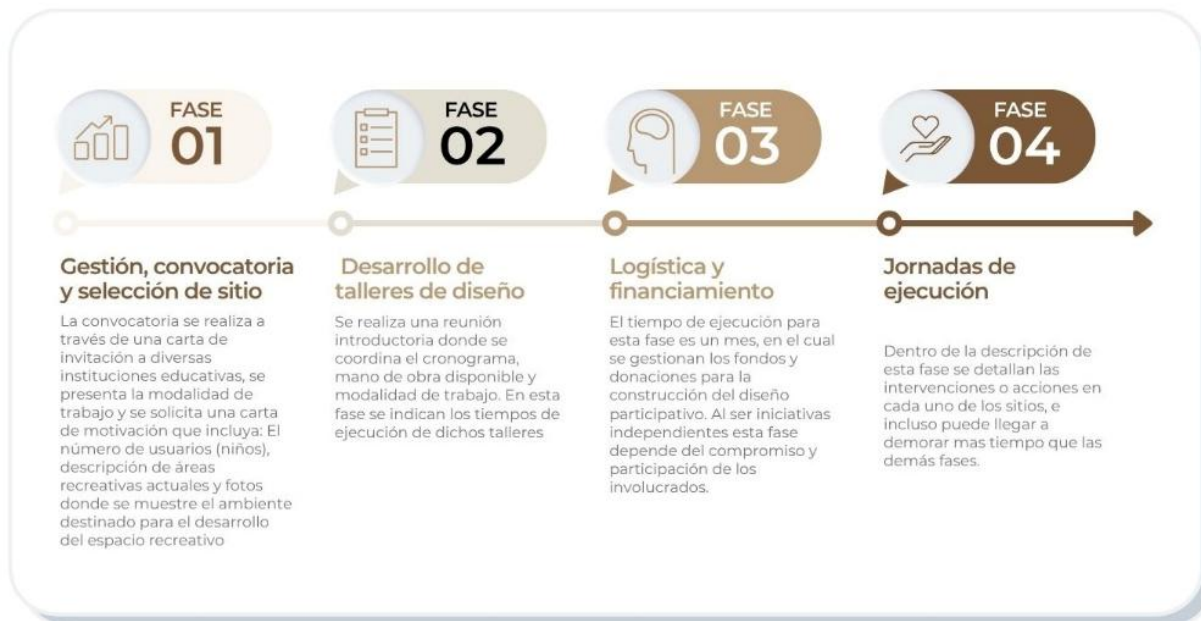 FASE
01
Gestión, convocatoria
y selección de sitio
La convocatoria se realiza a
través de una carta de
invitación a diversas
instituciones educativas, se
presenta la modalidad de
trabajo y se solicita una carta
de motivación que incluya: El
número de usuarios (niños),
descripción de áreas
recreativas actuales y fotos
donde se muestre el ambiente
destinado para el desarrollo
del espacio recreativo
FASE
02
Desarrollo de
talleres de diseño
Se realiza una reunión
introductoria donde se
coordina el cronograma,
mano de obra disponible y
modalidad de trabajo. En esta
fase se indican los tiempos de
ejecución de dichos talleres
FASE
03
Logística y
financiamiento
El tiempo de ejecución para
esta fase es un mes, en el cual
se gestionan los fondos y
donaciones para la
construcción del diseño
participativo. Al ser iniciativas
independientes esta fase
depende del compromiso y
participación de los
involucrados.
FASE
04
Jornadas de
ejecución
Dentro de la descripción de
esta fase se detallan las
intervenciones o acciones en
cada uno de los sitios, e
incluso puede llegar a
demorar mas tiempo que las
demás fases.